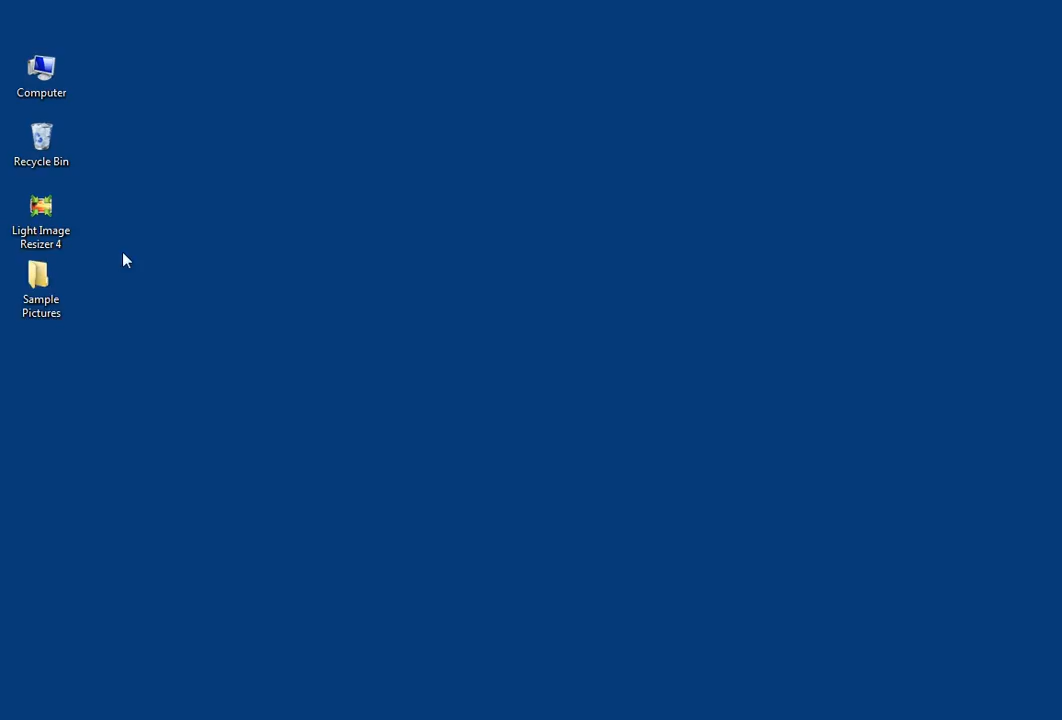 Computer
Recycle Bin
Light Image
Resizer 4
Sample
Pictures